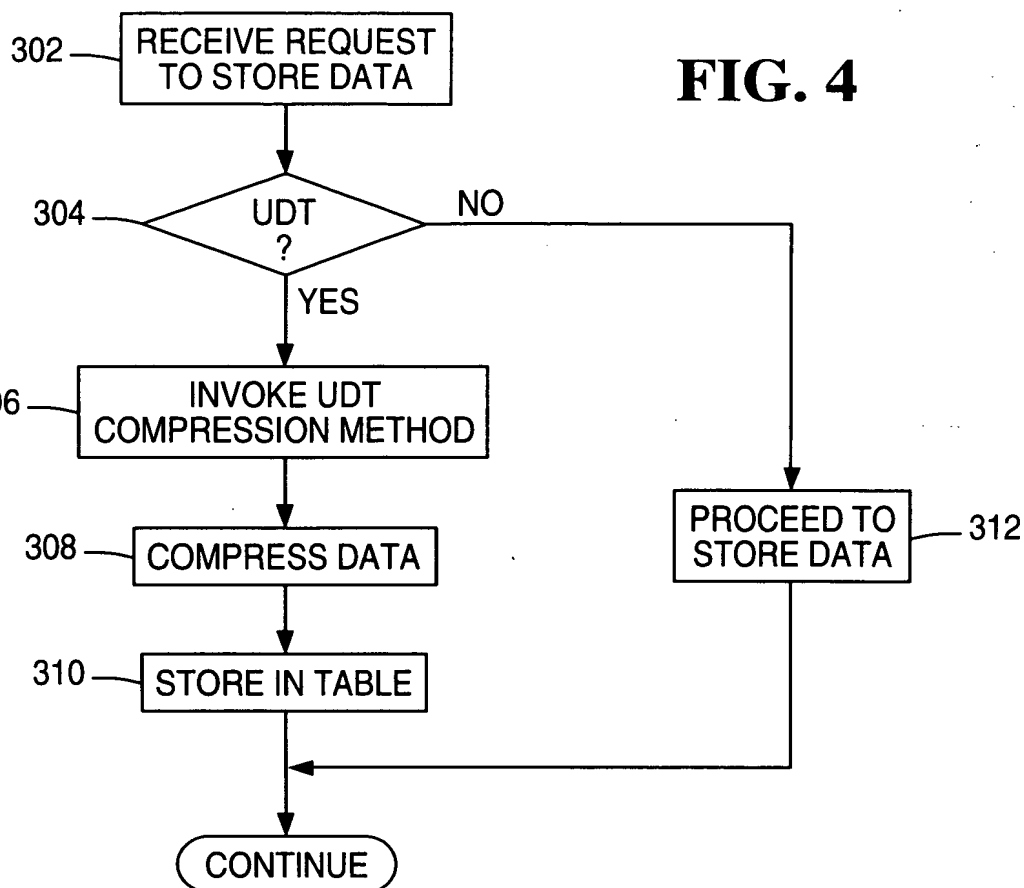 FIG. 4
302
RECEIVE REQUEST
TO STORE DATA
304
UDT
?
NO
YES
06
INVOKE UDT
COMPRESSION METHOD
308
COMPRESS DATA
PROCEED TO
STORE DATA
312
310
STORE IN TABLE
CONTINUE